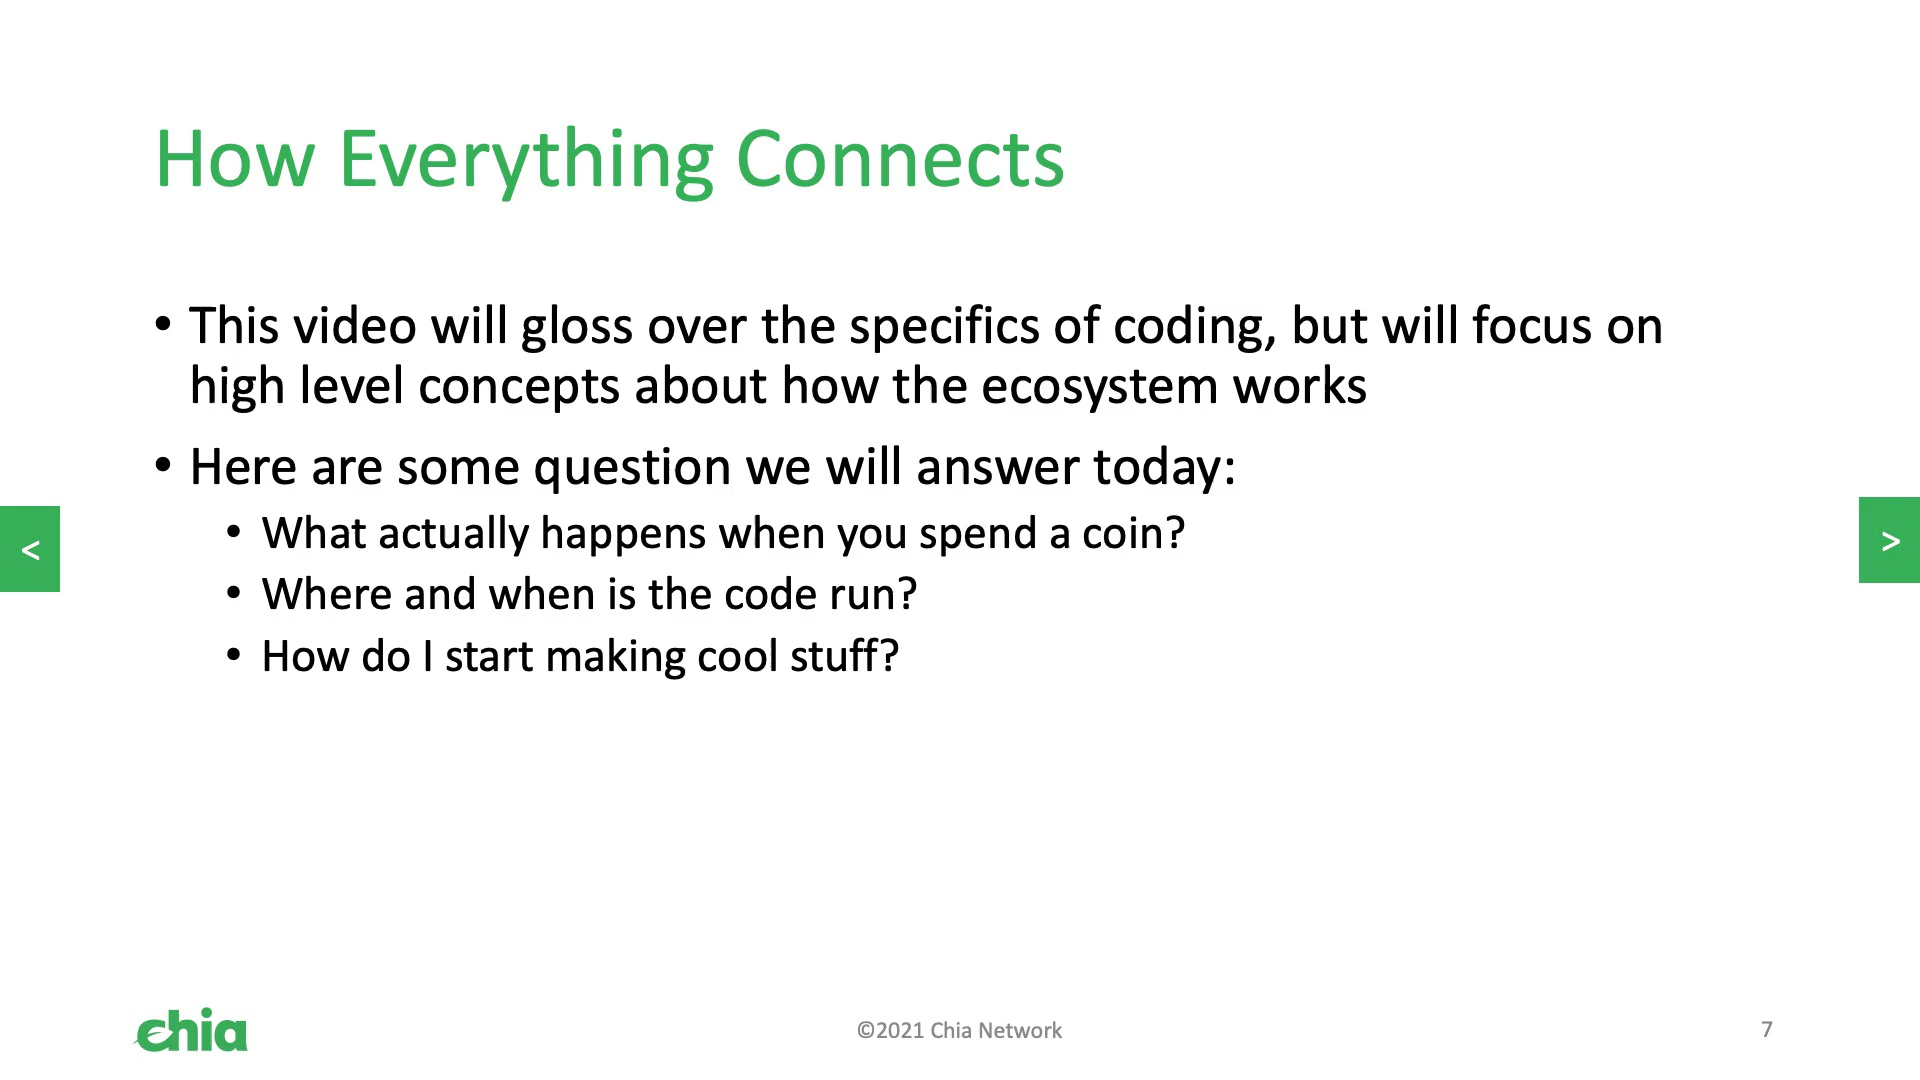 How Everything Connects
• This video will gloss over the specifics of coding, but will focus on
high level concepts about how the ecosystem works
• Here are some question we will answer today:
• What actually happens when you spend a coin?
• Where and when is the code run?
• How do I start making cool stuff?
<
>
chia
©2021 Chia Network
7